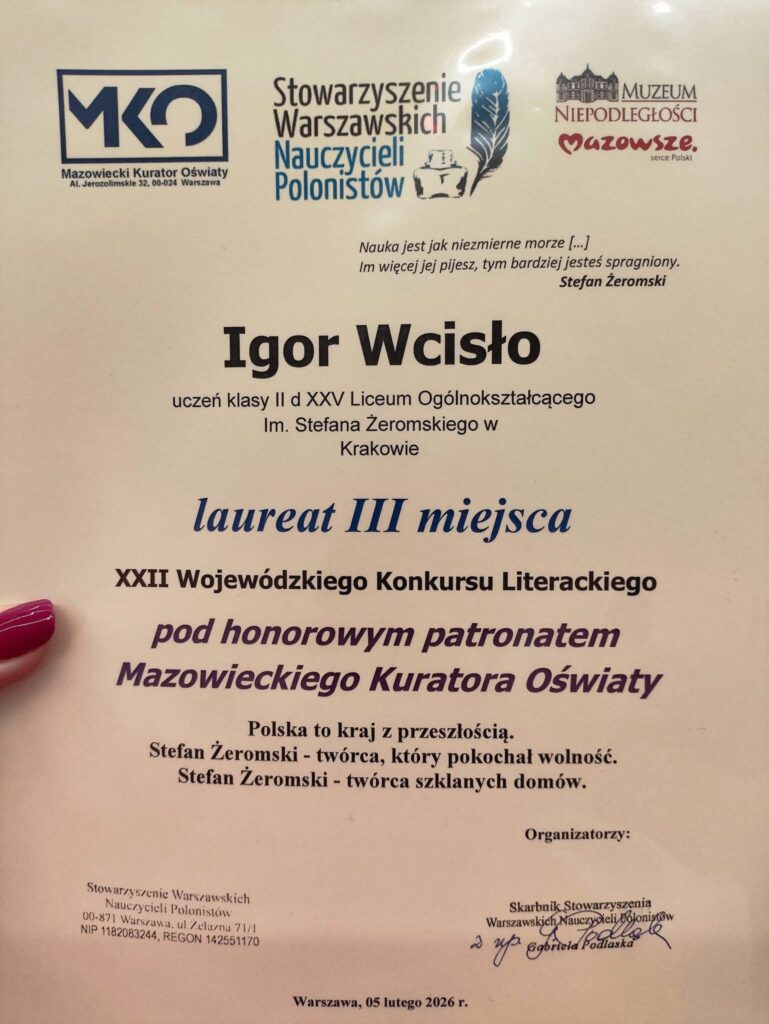 MKO
Mazowiecki Kurator Oświaty
Al. Jerozolimskie 32, 00-024 Warszawa
Stowarzyszenie
Warszawskich
Nauczycieli
Polonistów
MUZEUM
NIEPODLEGŁOŚCI
Mazowsze.
serce Polski
Nauka jest jak niezmierne morze [...]
Im więcej jej pijesz, tym bardziej jesteś spragniony.
Stefan Żeromski
Igor Wcisło
uczeń klasy II d XXV Liceum Ogólnokształcącego
Im. Stefana Żeromskiego w
Krakowie
laureat III miejsca
XXII Wojewódzkiego Konkursu Literackiego
pod honorowym patronatem
Mazowieckiego Kuratora Oświaty
Polska to kraj z przeszłością.
Stefan Żeromski - twórca, który pokochał wolność.
Stefan Żeromski - twórca szklanych domów.
Organizatorzy:
Stowarzyszenie Warszawskich
Nauczycieli Polonistów
00-871 Warszawa, ul. Żelazna 71/1
NIP 1182083244, REGON 142551170
Skarbnik Stowarzyszenia
Warszawskich Nauczycieli Polonistów
z up. G Podlaska
Gabriela Podlaska
Warszawa, 05 lutego 2026 r.